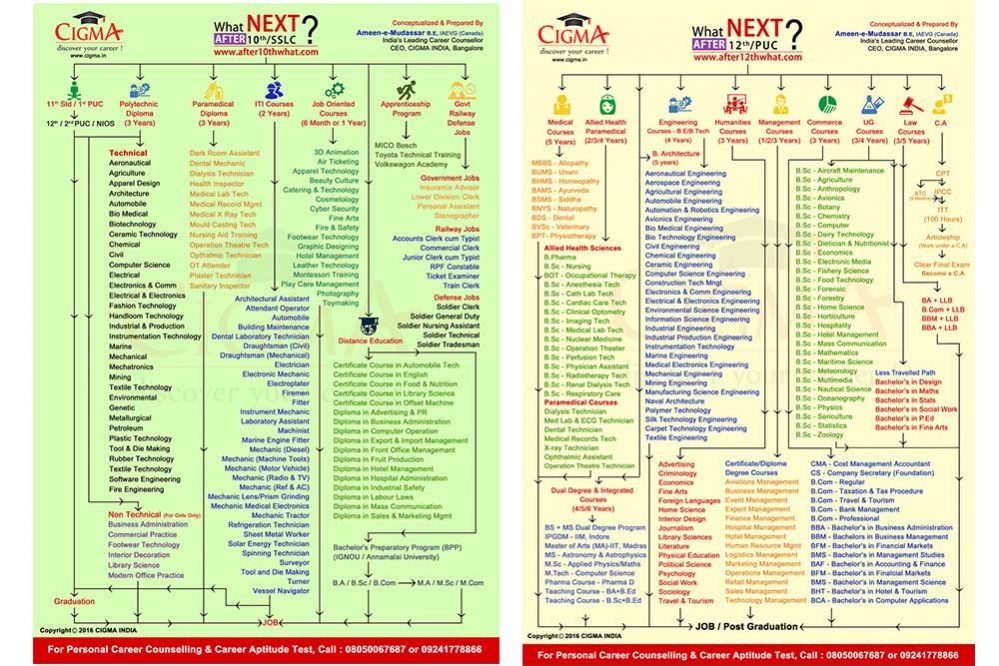 CIGMA
discover your career !
www.cigma.in
What NEXT ?
AFTER 10th/SSLC
www.after10thwhat.com
Conceptualized & Prepared By
Ameen-e-Mudassar B.E, IAEVG (Canada)
India's Leading Career Counsellor
CEO, CIGMA INDIA, Bangalore
11th Std / 1st PUC
12th / 2nd PUC / NIOS
Polytechnic
Diploma
(3 Years)
Paramedical
Diploma
(3 Years)
ITI Courses
(2 Years)
Job Oriented
Courses
(6 Month or 1 Year)
Apprenticeship
Program
Govt
Railway
Defense
Jobs
Technical
Aeronautical
Agriculture
Apparel Design
Architecture
Automobile
Bio Medical
Biotechnology
Ceramic Technology
Chemical
Civil
Computer Science
Electrical
Electronics & Comm
Electrical & Electronics
Fashion Technology
Handloom Technology
Industrial & Production
Instrumentation Technology
Marine
Mechanical
Mechatronics
Mining
Textile Technology
Environmental
Genetic
Metallurgical
Petroleum
Plastic Technology
Tool & Die Making
Rubber Technology
Textile Technology
Software Engineering
Fire Engineering
Non Technical (For Girls Only)
Business Administration
Commercial Practice
Footwear Technology
Interior Decoration
Library Science
Modern Office Practice
Graduation
Dark Room Assistant
Dental Mechanic
Dialysis Technician
Health Inspector
Medical Lab Tech
Medical Record Mgmt
Medical X Ray Tech
Mould Casting Tech
Nursing Aid Training
Operation Theatre Tech
Opthalmic Technician
OT Attender
Plaster Technician
Sanitary Inspector
Architectural Assistant
Attendant Operator
Automobile
Building Maintenance
Dental Laboratory Technician
Draughtsman (Civil)
Draughtsman (Mechanical)
Electrician
Electronic Mechanic
Electroplater
Firemen
Fitter
Instrument Mechanic
Laboratory Assistant
Machinist
Marine Engine Fitter
Mechanic (Diesel)
Mechanic (Machine Tools)
Mechanic (Motor Vehicle)
Mechanic (Radio & TV)
Mechanic (Ref & AC)
Mechanic Lens/Prism Grinding
Mechanic Medical Electronics
Mechanic Tractor
Refrigeration Technician
Sheet Metal Worker
Solar Energy Technician
Spinning Technician
Surveyor
Tool and Die Making
Turner
Vessel Navigator
3D Animation
Air Ticketing
Apparel Technology
Beauty Culture
Catering & Technology
Cosmetology
Cyber Security
Fine Arts
Fire & Safety
Footwear Technology
Graphic Designing
Hotel Management
Leather Technology
Montessori Training
Play Care Management
Photography
Toymaking
MICO Bosch
Toyota Technical Training
Volkswagon Academy
Government Jobs
Insurance Advisor
Lower Division Clerk
Personal Assistant
Stenographer
Railway Jobs
Accounts Clerk cum Typist
Commercial Clerk
Junior Clerk cum Typist
RPF Constable
Ticket Examiner
Train Clerk
Defense Jobs
Soldier Clerk
Soldier General Duty
Soldier Nursing Assistant
Soldier Technical
Soldier Tradesman
Distance Education
Certificate Course in Automobile Tech
Certificate Course in English
Certificate Course in Food & Nutrition
Certificate Course in Library Science
Certificate Course in Offset Machine
Diploma in Advertising & PR
Diploma in Business Administration
Diploma in Computer Operation
Diploma in Export & Import Management
Diploma in Front Office Management
Diploma in Fruit Production
Diploma in Hotel Management
Diploma in Hospital Administration
Diploma in Industrial Safety
Diploma in Labour Laws
Diploma in Mass Communication
Diploma in Sales & Marketing Mgmt
Bachelor's Preparatory Program (BPP)
(IGNOU / Annamalai University)
B.A / B.Sc / B.Com
M.A / M.Sc / M.Com
JOB
Copyright © 2016 CIGMA INDIA
For Personal Career Counselling & Career Aptitude Test, Call : 08050067687 or 09241778866
CIGMA
discover your career !
www.cigma.in
What NEXT ?
AFTER 12th/PUC
www.after12thwhat.com
Conceptualized & Prepared By
Ameen-e-Mudassar B.E, IAEVG (Canada)
India's Leading Career Counsellor
CEO, CIGMA INDIA, Bangalore
Medical
Courses
(5 Years)
Allied Health
Paramedical
(2/3/4 Years)
Engineering
Courses - B.E/B.Tech
(4 Years)
Humanities
Courses
(3 Years)
Management
Courses
(1/2/3 Years)
Commerce
Courses
(3 Years)
UG
Courses
(3/4 Years)
Law
Courses
(3/5 Years)
C.A
MBBS - Allopathy
BUMS - Unani
BHMS - Homeopathy
BAMS - Ayurveda
BSMS - Siddha
BNYS - Naturopathy
BDS - Dental
BVSc - Veterinary
BPT - Physiotherapy
Allied Health Sciences
B.Pharma
B.Sc - Nursing
BOT - Occupational Therapy
B.Sc - Anesthesia Tech
B.Sc - Cath Lab Tech
B.Sc - Cardiac Care Tech
B.Sc - Clinical Optometry
B.Sc - Imaging Tech
B.Sc - Medical Lab Tech
B.Sc - Nuclear Medicine
B.Sc - Operation Theater
B.Sc - Perfusion Tech
B.Sc - Physician Assistant
B.Sc - Radiotherapy Tech
B.Sc - Renal Dialysis Tech
B.Sc - Respiratory Care
Paramedical Courses
Dialysis Technician
Med Lab & ECG Technician
Dental Technician
Medical Records Tech
X-ray Technician
Ophthalmic Assistant
Operation Theatre Technician
Dual Degree & Integrated
Courses
(4/5/6 Years)
BS + MS Dual Degree Program
IPGDM - IIM, Indore
Master of Arts (MA)-IIT, Madras
MS - Astronomy & Astrophysics
M.Sc - Applied Physics/Maths
M.Tech - Computer Science
Pharma Course - Pharma D
Teaching Course - BA+B.Ed
Teaching Course - B.Sc+B.Ed
B. Architecture
(5 years)
Aeronautical Engineering
Aerospace Engineering
Agricultural Engineering
Automobile Engineering
Automation & Robotics Engineering
Avionics Engineering
Bio Medical Engineering
Bio Technology Engineering
Civil Engineering
Chemical Engineering
Ceramic Engineering
Computer Science Engineering
Construction Tech Mngt
Electronics & Comm Engineering
Electrical & Electronics Engineering
Environmental Science Engineering
Information Science Engineering
Industrial Engineering
Instrumentation Technology
Marine Engineering
Medical Electronics Engineering
Mechanical Engineering
Mining Engineering
Manufacturing Science Engineering
Naval Architecture
Polymer Technology
Silk Technology Engineering
Carpet Technology Engineering
Textile Engineering
Advertising
Criminology
Economics
Fine Arts
Foreign Languages
Home Science
Interior Design
Journalism
Library Sciences
Literature
Physical Education
Political Science
Psychology
Social Work
Sociology
Travel & Tourism
Certificate/Diploma
Degree Courses
Aviations Management
Business Management
Event Management
Export Management
Finance Management
Hospital Management
Hotel Management
Human Resource Mgmt
Logistics Management
Marketing Management
Operations Management
Retail Management
Sales Management
Technology Management
B.Sc - Aircraft Maintenance
B.Sc - Agriculture
B.Sc - Anthropology
B.Sc - Avionics
B.Sc - Botany
B.Sc - Chemistry
B.Sc - Computer
B.Sc - Dairy Technology
B.Sc - Dietician & Nutritionist
B.Sc - Economics
B.Sc - Electronic Media
B.Sc - Fishery Science
B.Sc - Food Technology
B.Sc - Forensic
B.Sc - Forestry
B.Sc - Home Science
B.Sc - Horticulture
B.Sc - Hospitality
B.Sc - Hotel Management
B.Sc - Mass Communication
B.Sc - Mathematics
B.Sc - Maritime Science
B.Sc - Meteorology
B.Sc - Multimedia
B.Sc - Nautical Science
B.Sc - Oceanography
B.Sc - Physics
B.Sc - Sericulture
B.Sc - Statistics
B.Sc - Zoology
CPT
ATC
IPCC
ITT
(100 Hours)
Articleship
(Work under a C.A)
Clear Final Exam
Become a C.A
BA + LLB
B.Com + LLB
BBM + LLB
BBA + LLB
Less Travelled Path
Bachelor's in Design
Bachelor's in Maths
Bachelor's in Stats
Bachelor's in Social Work
Bachelor's in P.Ed
Bachelor's in Fine Arts
CMA - Cost Management Accountant
CS - Company Secretary (Foundation)
B.Com - Regular
B.Com - Taxation & Tax Procedure
B.Com - Travel & Tourism
B.Com - Bank Management
B.Com - Professional
BBA - Bachelor's in Business Administration
BBM - Bachelors in Business Management
BFM - Bachelor's in Financial Markets
BMS - Bachelor's in Management Studies
BAF - Bachelor's in Accounting & Finance
BFM - Bachelor's in Financial Markets
BMS - Bachelor's in Management Science
BHT - Bachelor's in Hotel & Tourism
BCA - Bachelor's in Computer Applications
JOB / Post Graduation
Copyright © 2016 CIGMA INDIA
For Personal Career Counselling & Career Aptitude Test, Call : 08050067687 or 09241778866